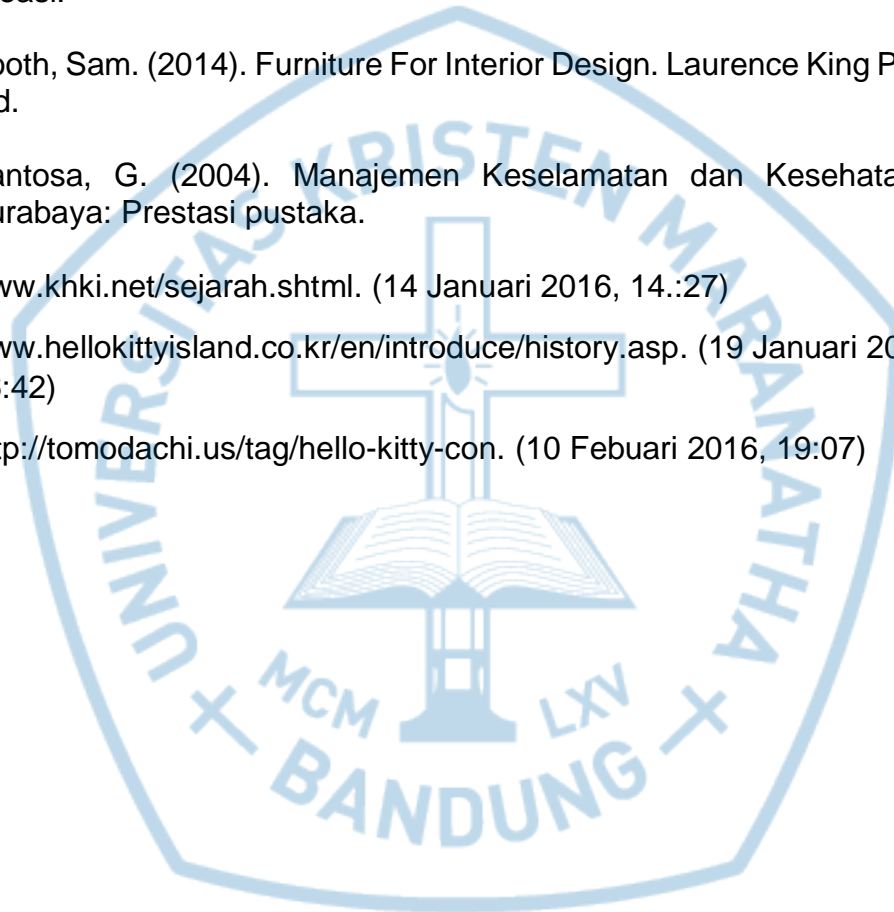 ooth, Sam. (2014). Furniture For Interior Design. Laurence King P
d.
antosa, G. (2004). Manajemen Keselamatan dan Kesehata
urabaya: Prestasi pustaka.
ww.khki.net/sejarah.shtml. (14 Januari 2016, 14.:27)
ww.hellokittyisland.co.kr/en/introduce/history.asp. (19 Januari 20
:42)
tp://tomodachi.us/tag/hello-kitty-con. (10 Febuari 2016, 19:07)
UNIVERSITAS KRISTEN MARANATHA
MCM LXV
BANDUNG